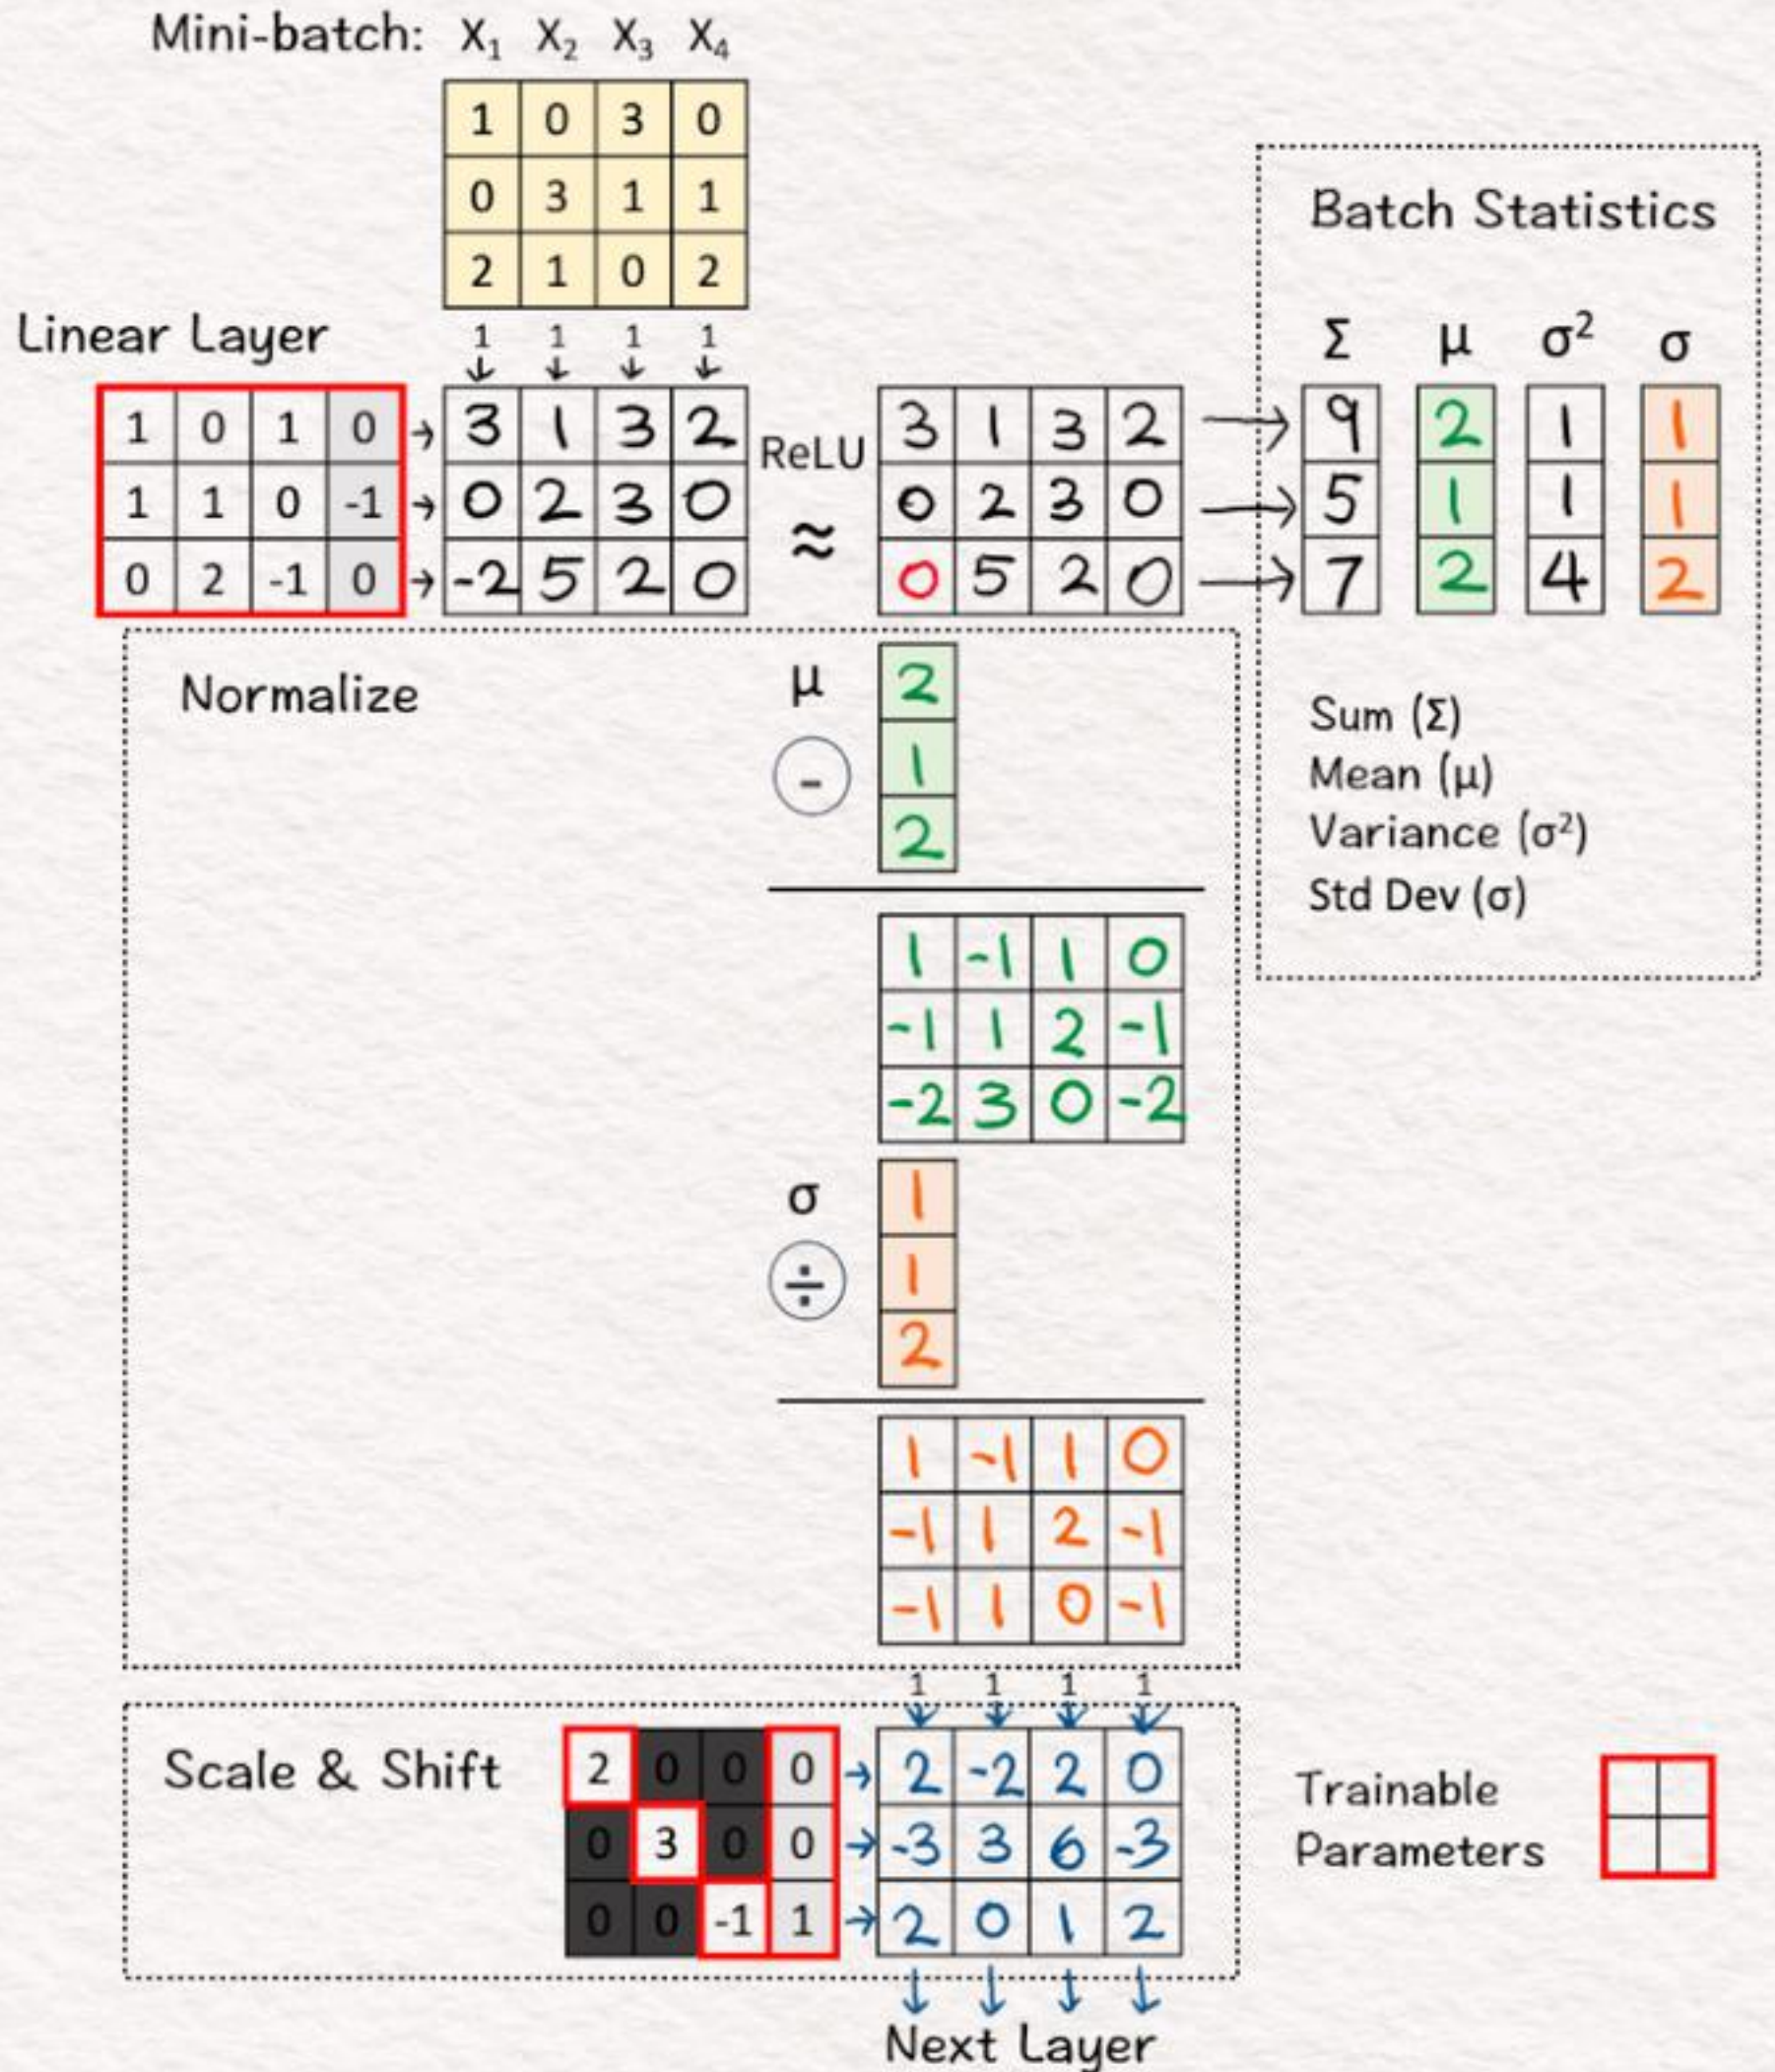 Mini-batch: X₁ X₂ X₃ X₄
1 0 3 0
0 3 1 1
2 1 0 2
Linear Layer
1 1 1 1
↓ ↓ ↓ ↓
1 0 1 0 → 3 1 3 2
1 1 0 -1 → 0 2 3 0
0 2 -1 0 → -2 5 2 0
ReLU
≈
3 1 3 2
0 2 3 0
0 5 2 0
Batch Statistics
Σ μ σ² σ
9 2 1 1
5 1 1 1
7 2 4 2
Sum (Σ)
Mean (μ)
Variance (σ²)
Std Dev (σ)
Normalize
μ
-
2
1
2
1 -1 1 0
-1 1 2 -1
-2 3 0 -2
σ
÷
1
1
2
1 -1 1 0
-1 1 2 -1
-1 1 0 -1
1 1 1 1
Scale & Shift
2 0 0 0 → 2 -2 2 0
0 3 0 0 → -3 3 6 -3
0 0 -1 1 → 2 0 1 2
Next Layer
Trainable
Parameters